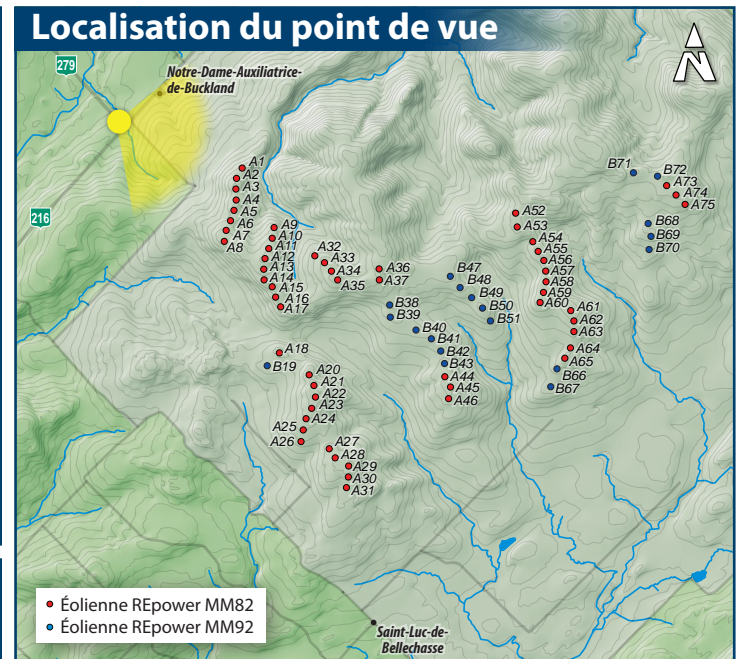 Localisation du point de vue
N
279
Notre-Dame-Auxiliatrice-
de-Buckland
216
A1
A2
A3
A4
A5
A6
A7
A8
A9
A10
A11
A12
A13
A14
A15
A16
A17
A18
B19
A20
A21
A22
A23
A24
A25
A26
A27
A28
A29
A30
A31
A32
A33
A34
A35
A36
A37
B38
B39
B40
B41
B42
B43
A44
A45
A46
B47
B48
B49
B50
B51
A52
A53
A54
A55
A56
A57
A58
A59
A60
A61
A62
A63
A64
A65
B66
B67
B68
B69
B70
B71
B72
A73
A74
A75
Éolienne REpower MM82
Éolienne REpower MM92
Saint-Luc-de-
Bellechasse